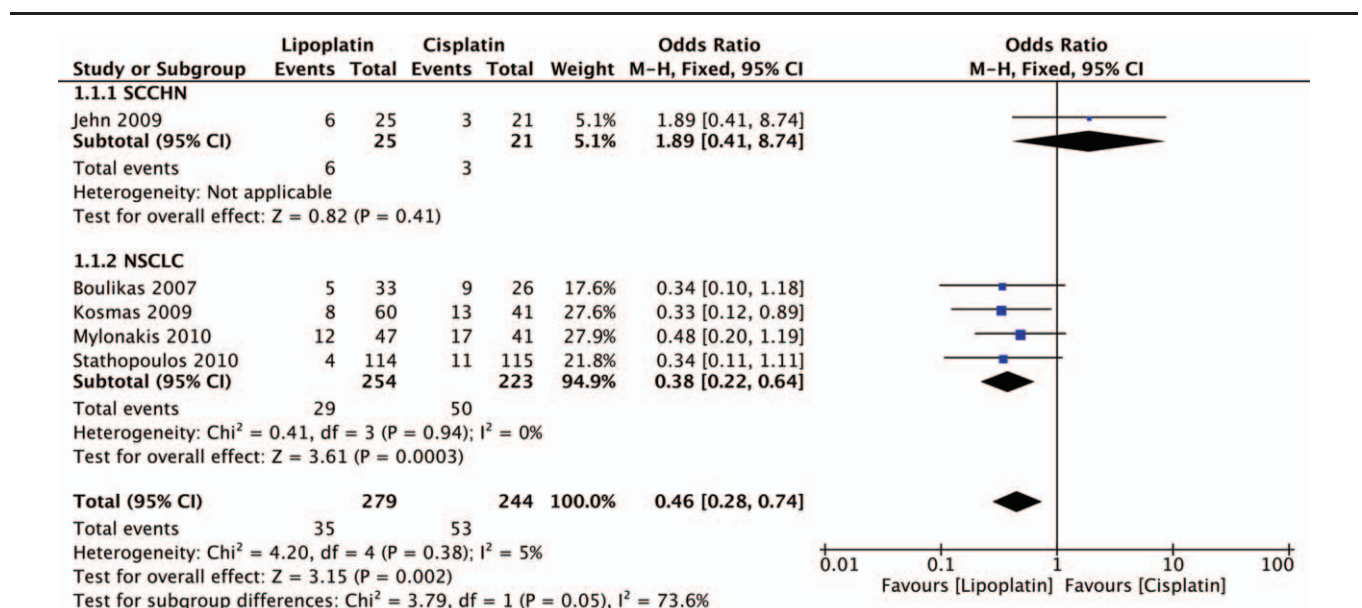 Lipoplatin Cisplatin Odds Ratio Odds Ratio
Study or Subgroup Events Total Events Total Weight M-H, Fixed, 95% CI M-H, Fixed, 95% CI
1.1.1 SCCHN
Jehn 2009 6 25 3 21 5.1% 1.89 [0.41, 8.74]
Subtotal (95% CI) 25 21 5.1% 1.89 [0.41, 8.74]
Total events 6 3
Heterogeneity: Not applicable
Test for overall effect: Z = 0.82 (P = 0.41)
1.1.2 NSCLC
Boulikas 2007 5 33 9 26 17.6% 0.34 [0.10, 1.18]
Kosmas 2009 8 60 13 41 27.6% 0.33 [0.12, 0.89]
Mylonakis 2010 12 47 17 41 27.9% 0.48 [0.20, 1.19]
Stathopoulos 2010 4 114 11 115 21.8% 0.34 [0.11, 1.11]
Subtotal (95% CI) 254 223 94.9% 0.38 [0.22, 0.64]
Total events 29 50
Heterogeneity: Chi² = 0.41, df = 3 (P = 0.94); I² = 0%
Test for overall effect: Z = 3.61 (P = 0.0003)
Total (95% CI) 279 244 100.0% 0.46 [0.28, 0.74]
Total events 35 53
Heterogeneity: Chi² = 4.20, df = 4 (P = 0.38); I² = 5%
Test for overall effect: Z = 3.15 (P = 0.002)
Test for subgroup differences: Chi² = 3.79, df = 1 (P = 0.05), I² = 73.6%
0.01 0.1 1 10 100
Favours [Lipoplatin] Favours [Cisplatin]